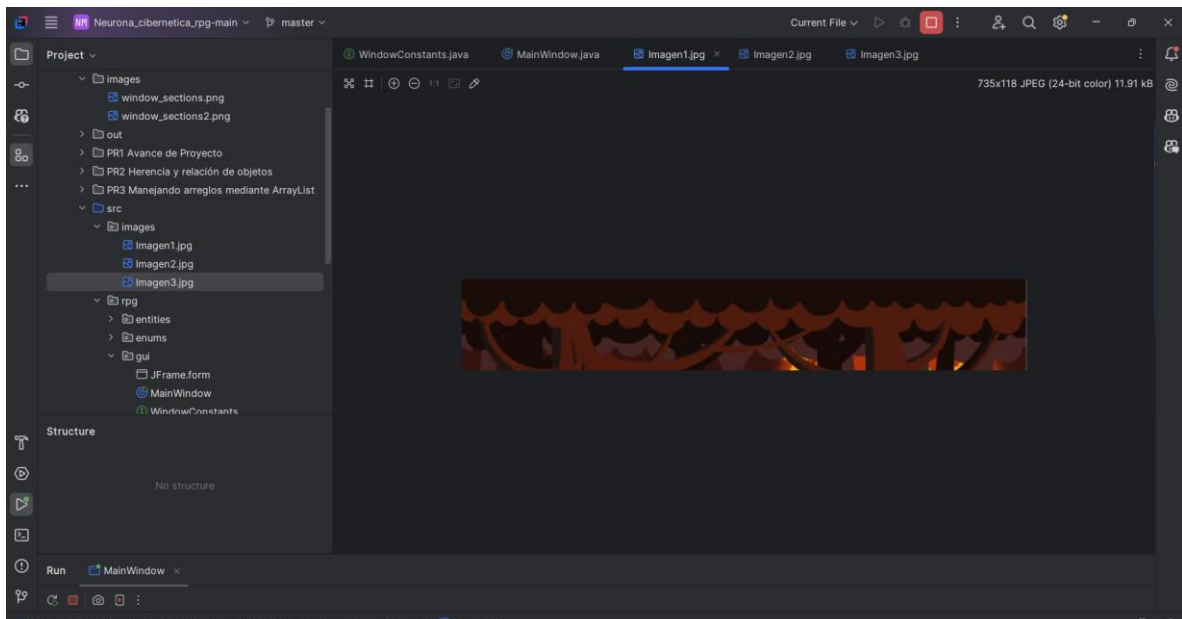 NM Neurona_cibernetica_rpg-main master Current File
Project
WindowConstants.java MainWindow.java Imagen1.jpg Imagen2.jpg Imagen3.jpg
1:1 735x118 JPEG (24-bit color) 11.91 kB
images
window_sections.png
window_sections2.png
out
PR1 Avance de Proyecto
PR2 Herencia y relación de objetos
PR3 Manejando arreglos mediante ArrayList
src
images
Imagen1.jpg
Imagen2.jpg
Imagen3.jpg
rpg
entities
enums
gui
JFrame.form
MainWindow
WindowConstants
Structure
No structure
Run MainWindow